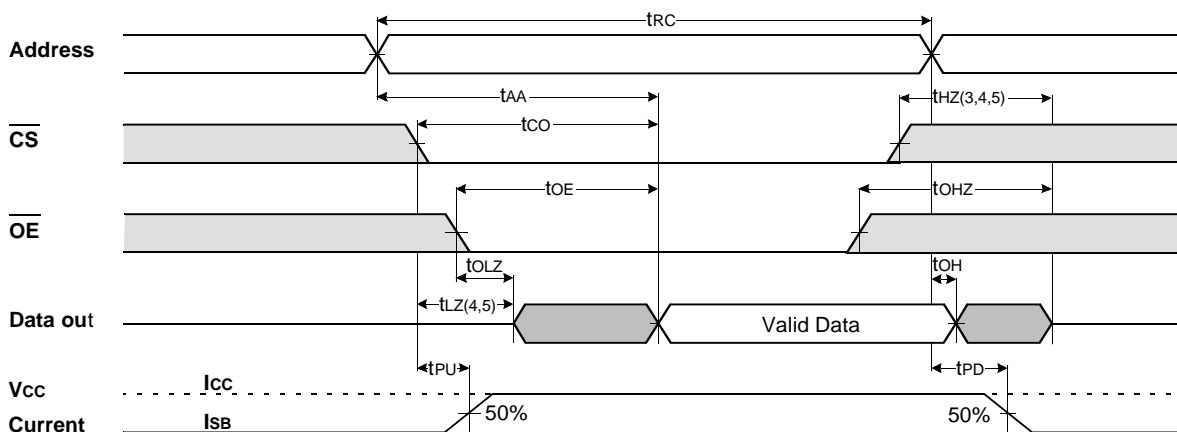 tRC
Address
tAA
tHZ(3,4,5)
tCO
CS
tOE
tOHZ
OE
tOLZ
tOH
tLZ(4,5)
Data out
Valid Data
tPU
tPD
VCC
ICC
50%
50%
Current
ISB